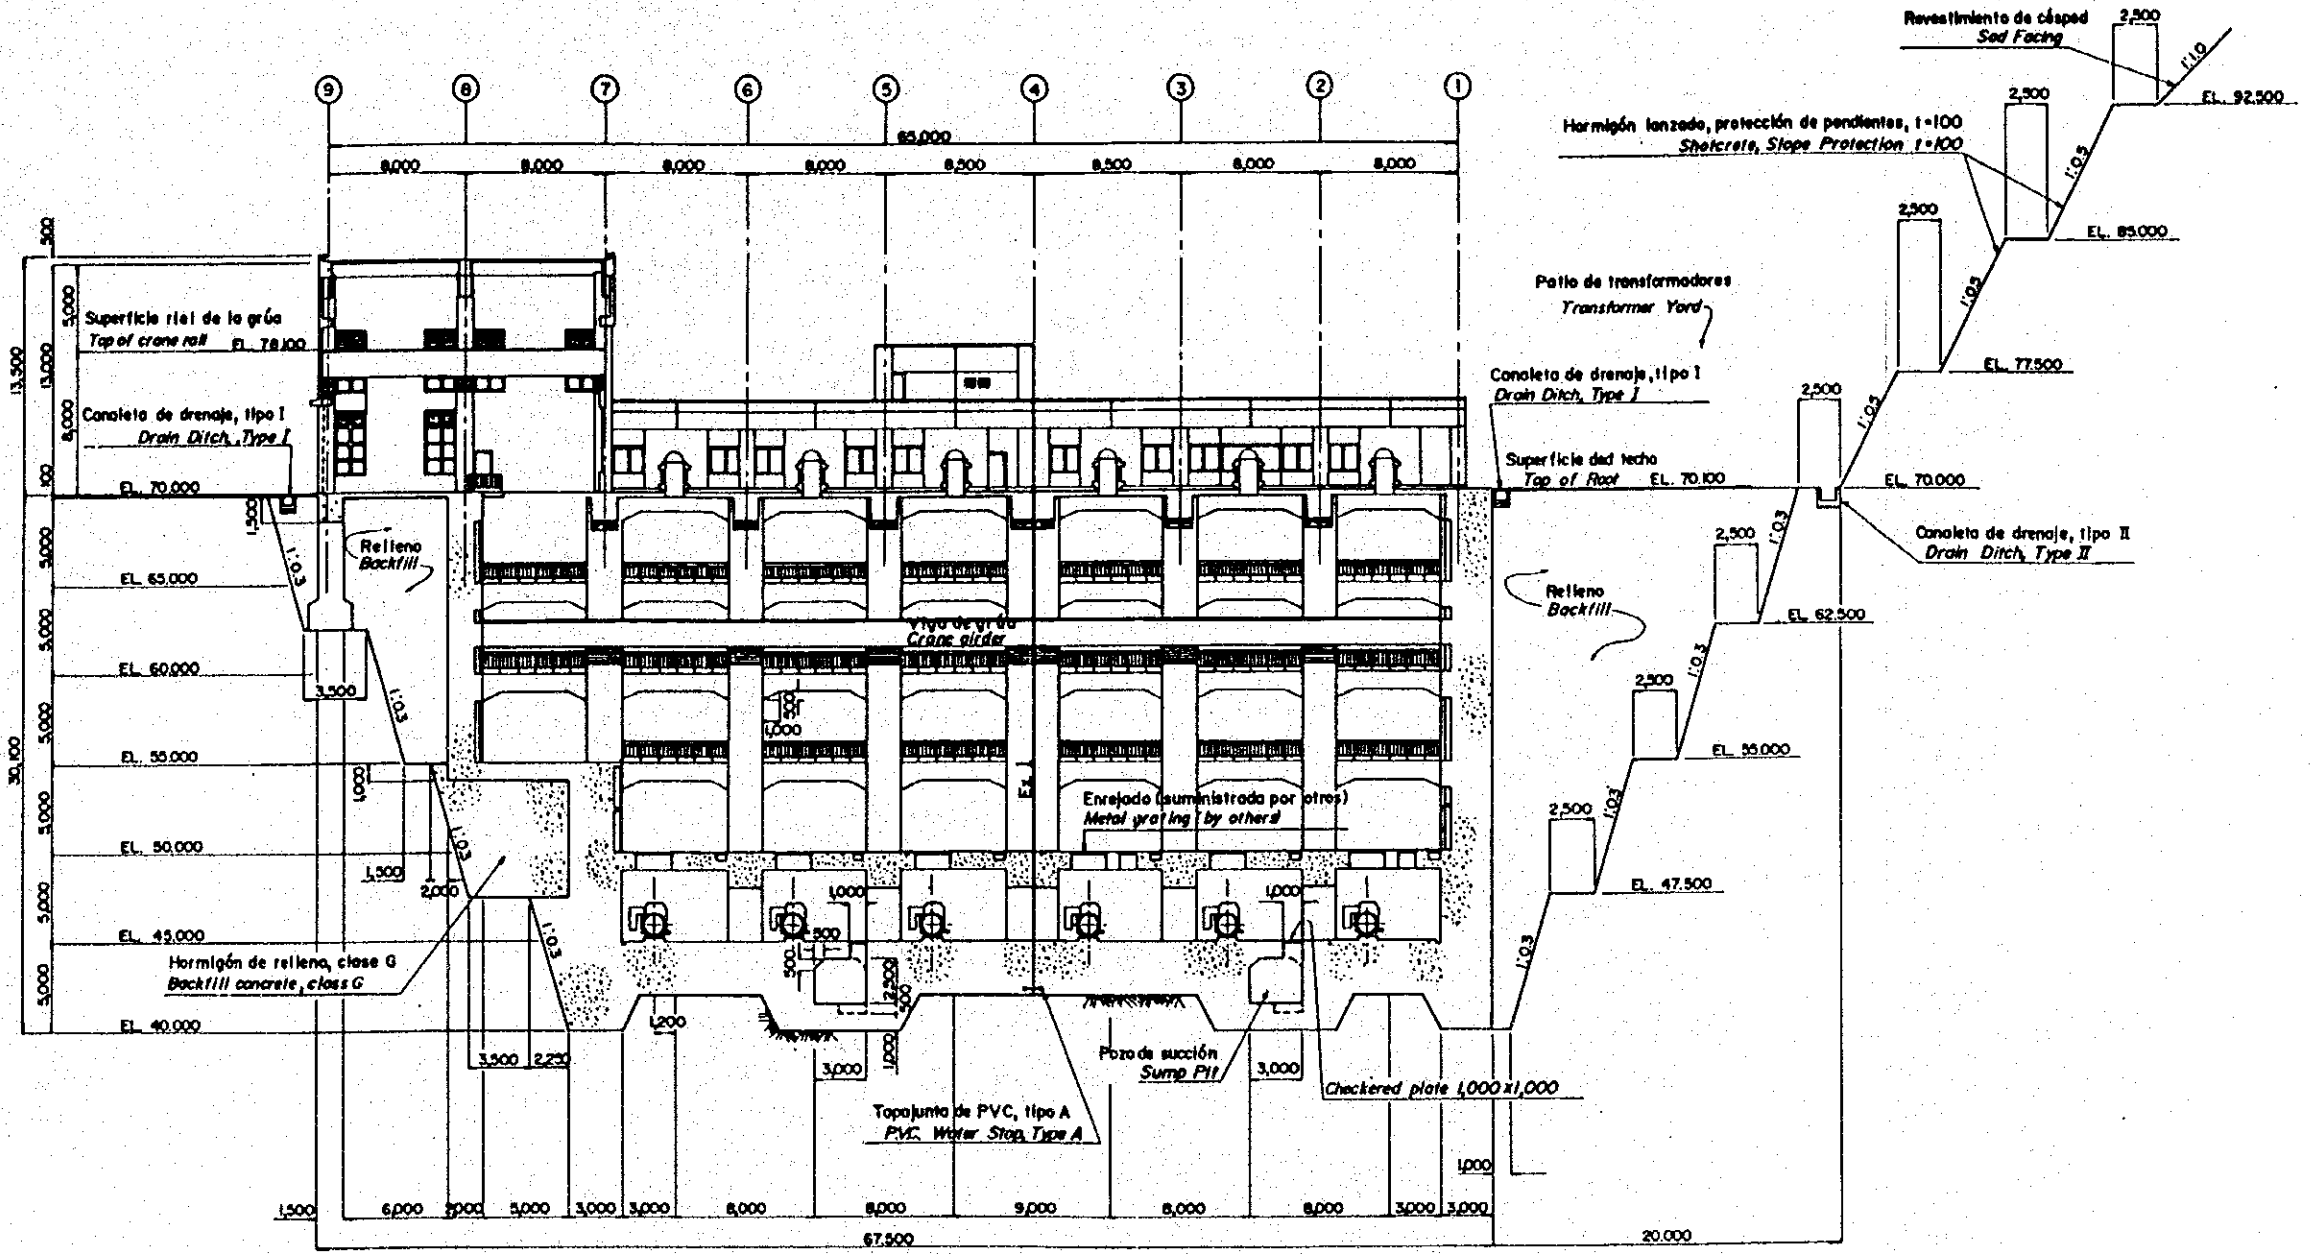 Revestimiento de césped
Sod Facing
2,500
1:1.0
EL. 92.500
9
8
7
6
5
4
3
2
1
65,000
8,000
8,000
8,000
8,000
8,500
8,500
8,000
8,000
Hormigón lanzado, protección de pendientes, t=100
Shotcrete, Slope Protection t=100
2,500
1:0.5
EL. 85.000
2,500
1:0.5
EL. 77.500
2,500
1:0.5
500
5,000
13,500
13,000
8,000
100
Superficie riel de la grúa
Top of crane rail EL. 78.100
Canaleta de drenaje, tipo I
Drain Ditch, Type I
EL. 70.000
Patio de transformadores
Transformer Yard
Canaleta de drenaje, tipo I
Drain Ditch, Type I
Superficie dad techo
Top of Roof EL. 70.100
EL. 70.000
Canaleta de drenaje, tipo II
Drain Ditch, Type II
1,500
1:0.3
Relleno
Backfill
Relleno
Backfill
30,100
5,000
5,000
5,000
5,000
5,000
5,000
EL. 65.000
EL. 60.000
EL. 55.000
EL. 50.000
EL. 45.000
EL. 40.000
3,500
1:0.3
1,000
1,500
2,000
1:0.3
1:0.3
Viga de grúa
Crane girder
500
1,000
Ex. J
Enrejado (suministrada por otros)
Metal grating (by others)
2,500
1:0.3
EL. 62.500
2,500
1:0.3
EL. 55.000
2,500
1:0.3
EL. 47.500
1:0.3
Hormigón de relleno, clase G
Backfill concrete, class G
1,000
500
500
2,500
500
1,000
1,200
3,500
2,250
3,000
1,000
3,000
Pozo de succión
Sump Pit
Checkered plate 1,000 x 1,000
Tapajunta de PVC, tipo A
PVC. Water Stop, Type A
1,000
1,500
6,000
2,000
5,000
3,000
3,000
8,000
8,000
9,000
8,000
8,000
3,000
3,000
67.500
20.000